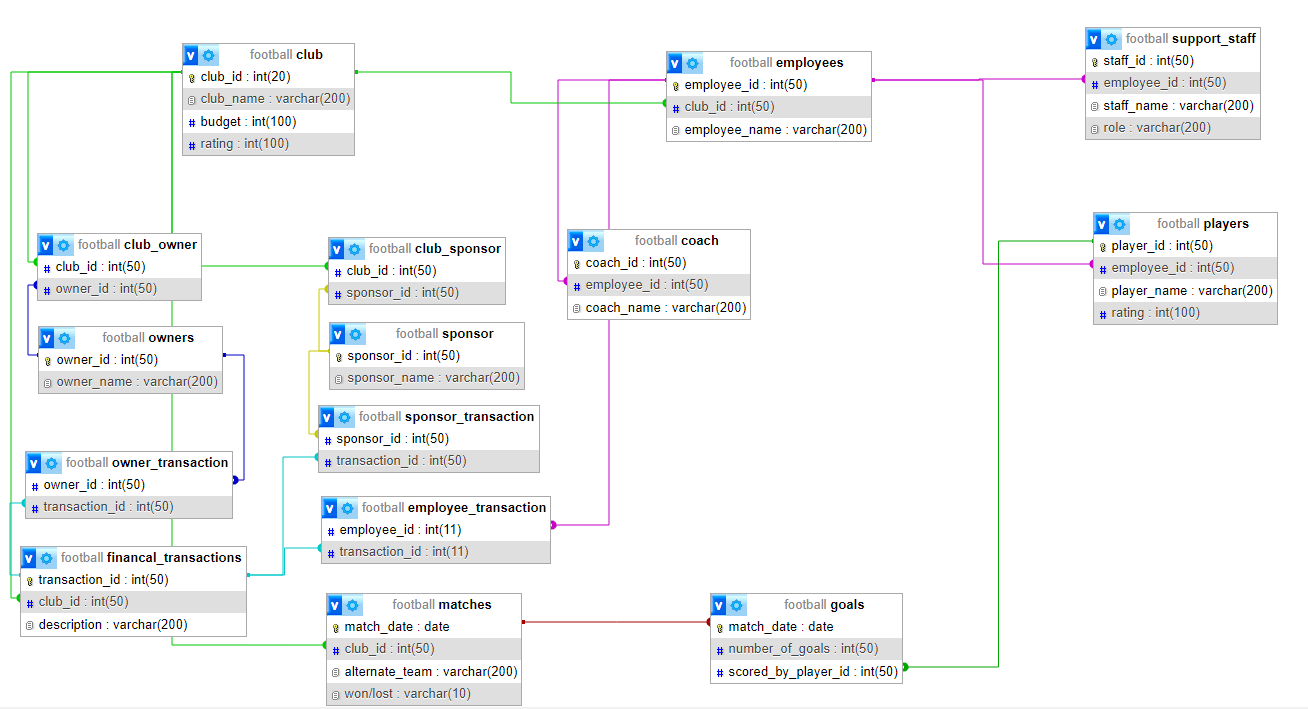 football club
club_id : int(20)
club_name : varchar(200)
budget : int(100)
rating : int(100)
football employees
employee_id : int(50)
club_id : int(50)
employee_name : varchar(200)
football support_staff
staff_id : int(50)
employee_id : int(50)
staff_name : varchar(200)
role : varchar(200)
football club_owner
club_id : int(50)
owner_id : int(50)
football club_sponsor
club_id : int(50)
sponsor_id : int(50)
football coach
coach_id : int(50)
employee_id : int(50)
coach_name : varchar(200)
football players
player_id : int(50)
employee_id : int(50)
player_name : varchar(200)
rating : int(100)
football owners
owner_id : int(50)
owner_name : varchar(200)
football sponsor
sponsor_id : int(50)
sponsor_name : varchar(200)
football sponsor_transaction
sponsor_id : int(50)
transaction_id : int(50)
football owner_transaction
owner_id : int(50)
transaction_id : int(50)
football employee_transaction
employee_id : int(11)
transaction_id : int(11)
football financal_transactions
transaction_id : int(50)
club_id : int(50)
description : varchar(200)
football matches
match_date : date
club_id : int(50)
alternate_team : varchar(200)
won/lost : varchar(10)
football goals
match_date : date
number_of_goals : int(50)
scored_by_player_id : int(50)